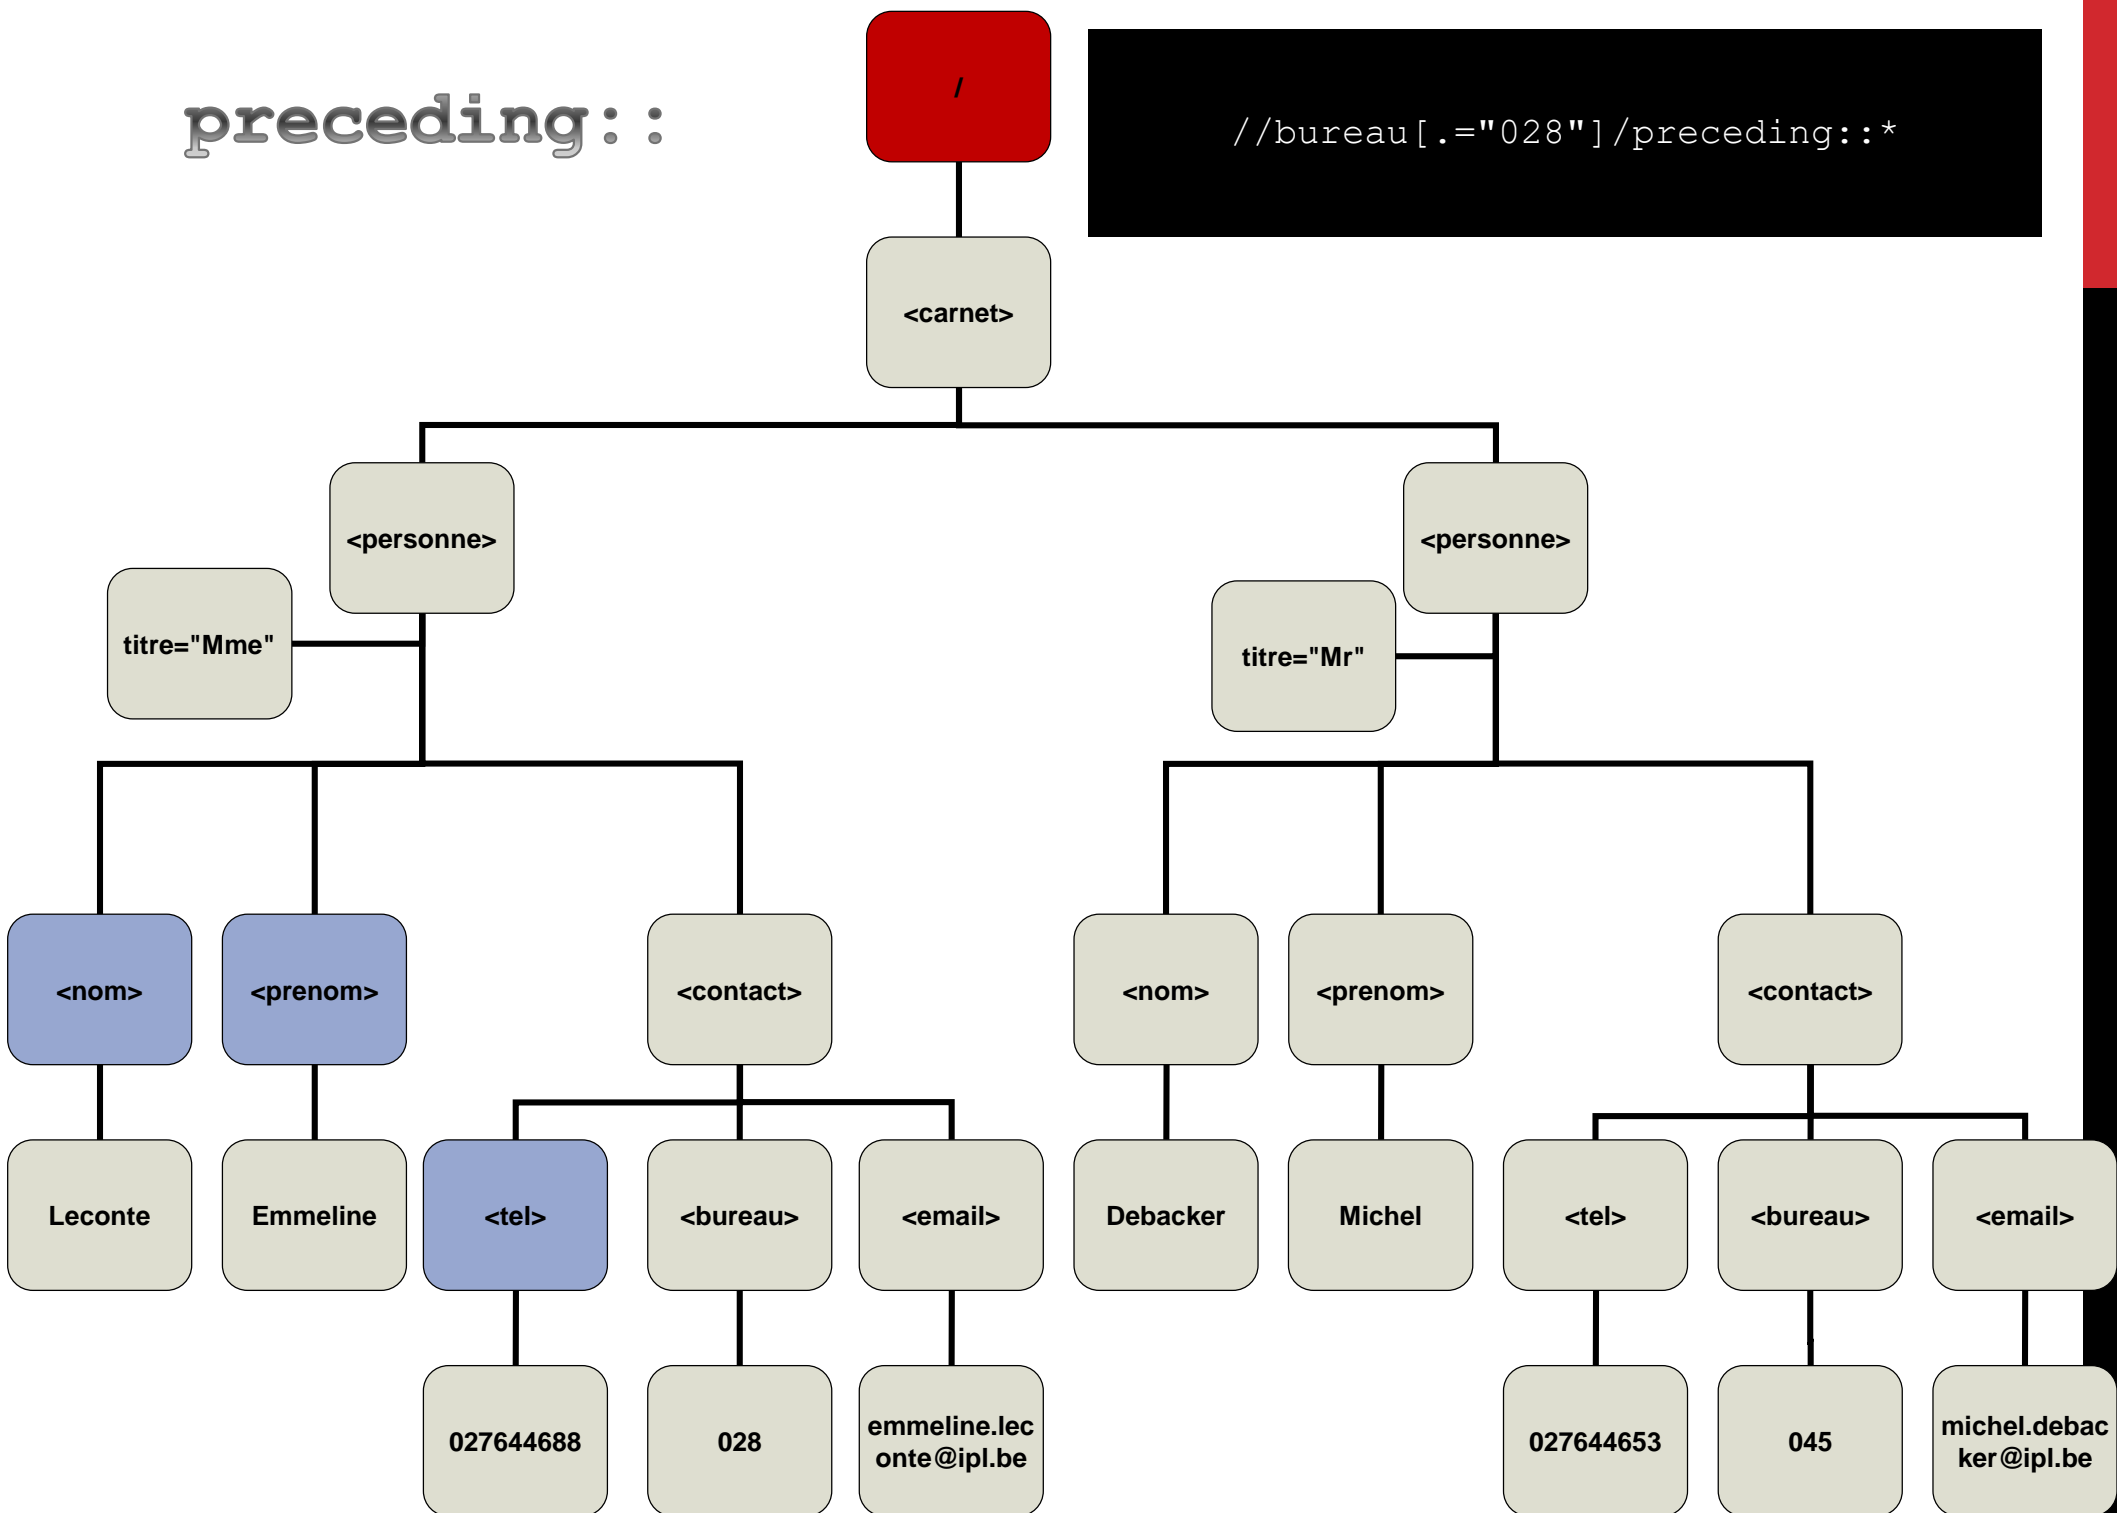 preceding::
/
//bureau[.="028"]/preceding::*
<carnet>
<personne>
<personne>
titre="Mme"
titre="Mr"
<nom>
<prenom>
<contact>
<nom>
<prenom>
<contact>
Leconte
Emmeline
<tel>
<bureau>
<email>
Debacker
Michel
<tel>
<bureau>
<email>
027644688
028
emmeline.lec
onte@ipl.be
027644653
045
michel.debac
ker@ipl.be